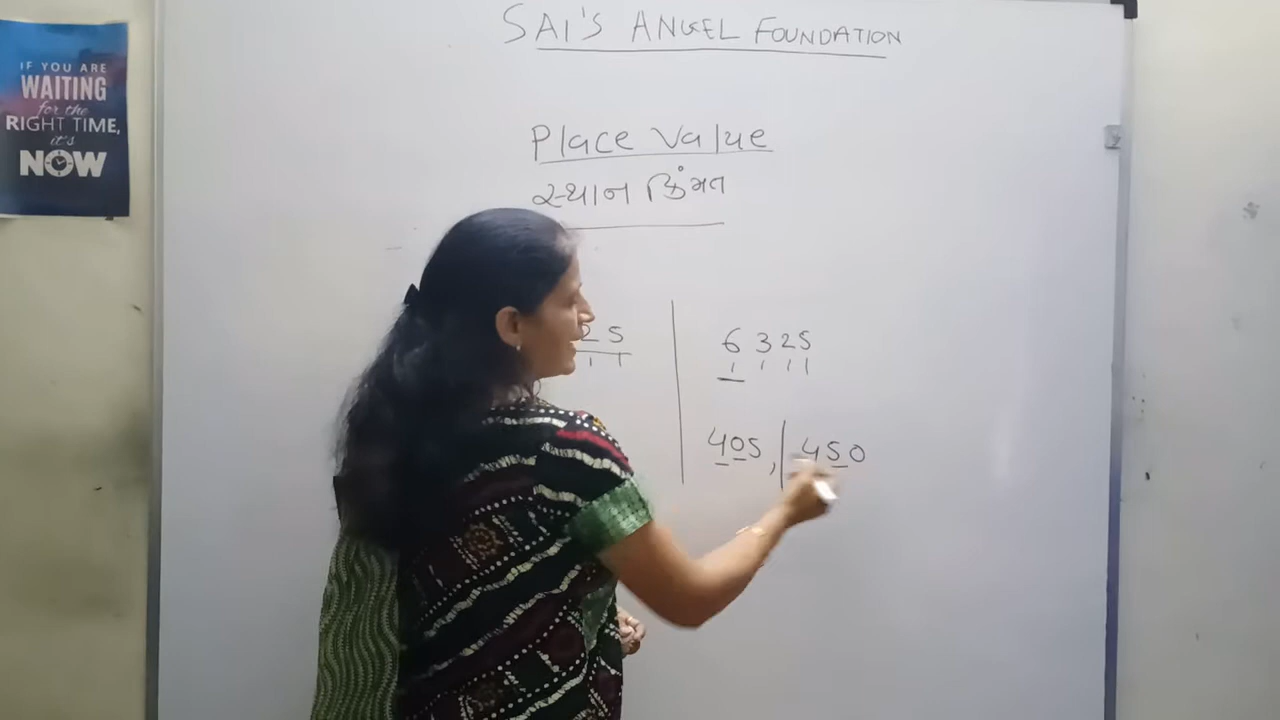 SAI'S ANGEL FOUNDATION
IF YOU ARE
WAITING
for the
RIGHT TIME,
it's
NOW
Place Value
સ્થાન કિંમત
25
6325
405, 450